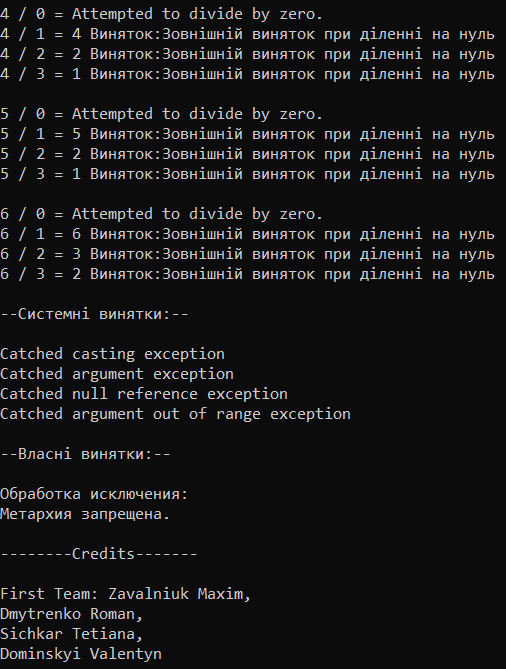 4 / 0 = Attempted to divide by zero.
4 / 1 = 4 Виняток:Зовнішній виняток при діленні на нуль
4 / 2 = 2 Виняток:Зовнішній виняток при діленні на нуль
4 / 3 = 1 Виняток:Зовнішній виняток при діленні на нуль
5 / 0 = Attempted to divide by zero.
5 / 1 = 5 Виняток:Зовнішній виняток при діленні на нуль
5 / 2 = 2 Виняток:Зовнішній виняток при діленні на нуль
5 / 3 = 1 Виняток:Зовнішній виняток при діленні на нуль
6 / 0 = Attempted to divide by zero.
6 / 1 = 6 Виняток:Зовнішній виняток при діленні на нуль
6 / 2 = 3 Виняток:Зовнішній виняток при діленні на нуль
6 / 3 = 2 Виняток:Зовнішній виняток при діленні на нуль
--Системні винятки:--
Catched casting exception
Catched argument exception
Catched null reference exception
Catched argument out of range exception
--Власні винятки:--
Обработка исключения:
Метархия запрещена.
--------Credits-------
First Team: Zavalniuk Maxim,
Dmytrenko Roman,
Sichkar Tetiana,
Dominskyi Valentyn